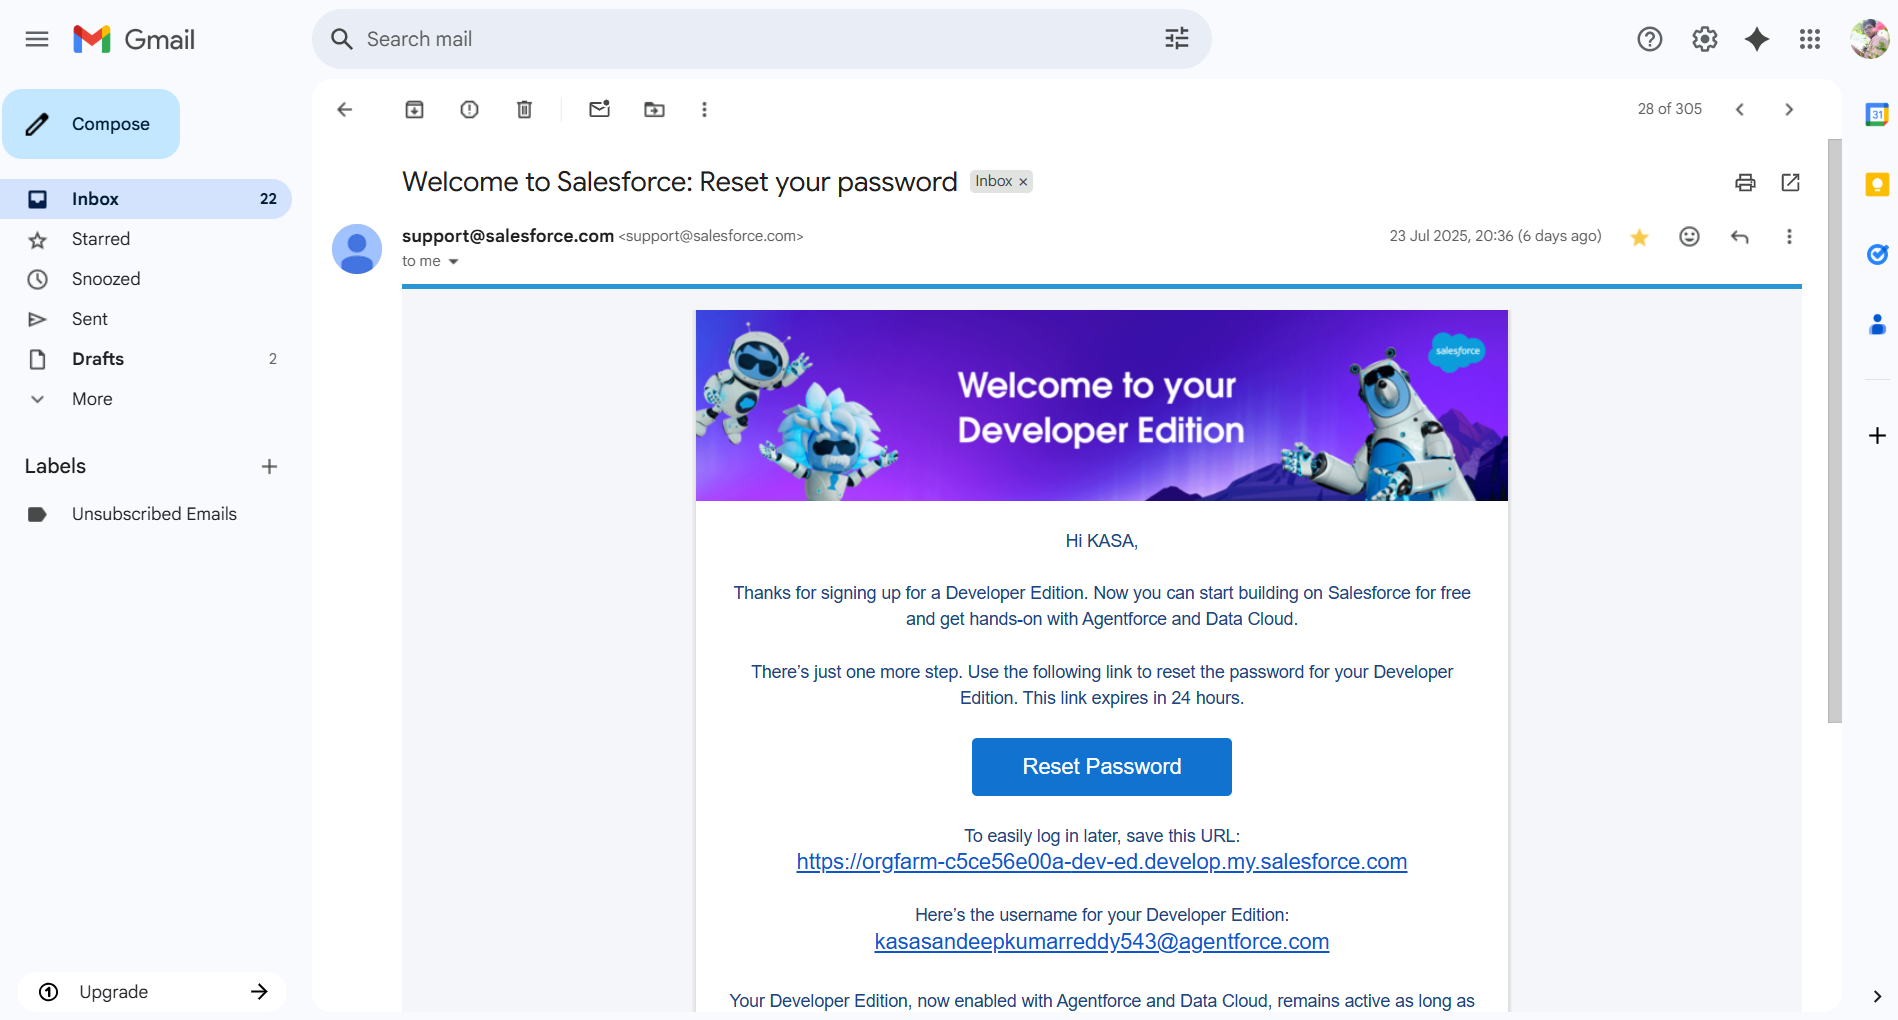 Gmail
Search mail
Compose
Inbox 22
Starred
Snoozed
Sent
Drafts 2
More
Labels
Unsubscribed Emails
Upgrade
28 of 305
Welcome to Salesforce: Reset your password
Inbox ×
support@salesforce.com <support@salesforce.com>
23 Jul 2025, 20:36 (6 days ago)
to me
salesforce
Welcome to your
Developer Edition
Hi KASA,
Thanks for signing up for a Developer Edition. Now you can start building on Salesforce for free
and get hands-on with Agentforce and Data Cloud.
There’s just one more step. Use the following link to reset the password for your Developer
Edition. This link expires in 24 hours.
Reset Password
To easily log in later, save this URL:
https://orgfarm-c5ce56e00a-dev-ed.develop.my.salesforce.com
Here’s the username for your Developer Edition:
kasasandeepkumarreddy543@agentforce.com
Your Developer Edition, now enabled with Agentforce and Data Cloud, remains active as long as
31